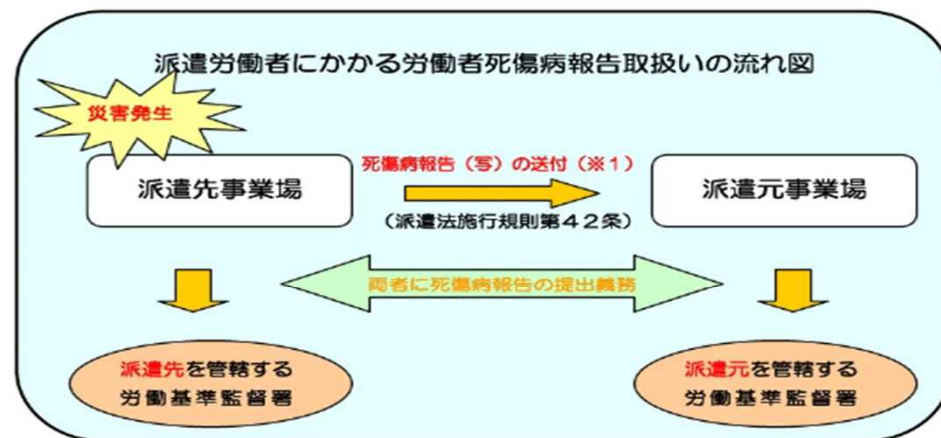 派遣労働者にかかる労働者死傷病報告取扱いの流れ図
災害発生
派遣先事業場
死傷病報告（写）の送付（※１）
（派遣法施行規則第４２条）
派遣元事業場
両者に死傷病報告の提出義務
派遣先を管轄する
労働基準監督署
派遣元を管轄する
労働基準監督署